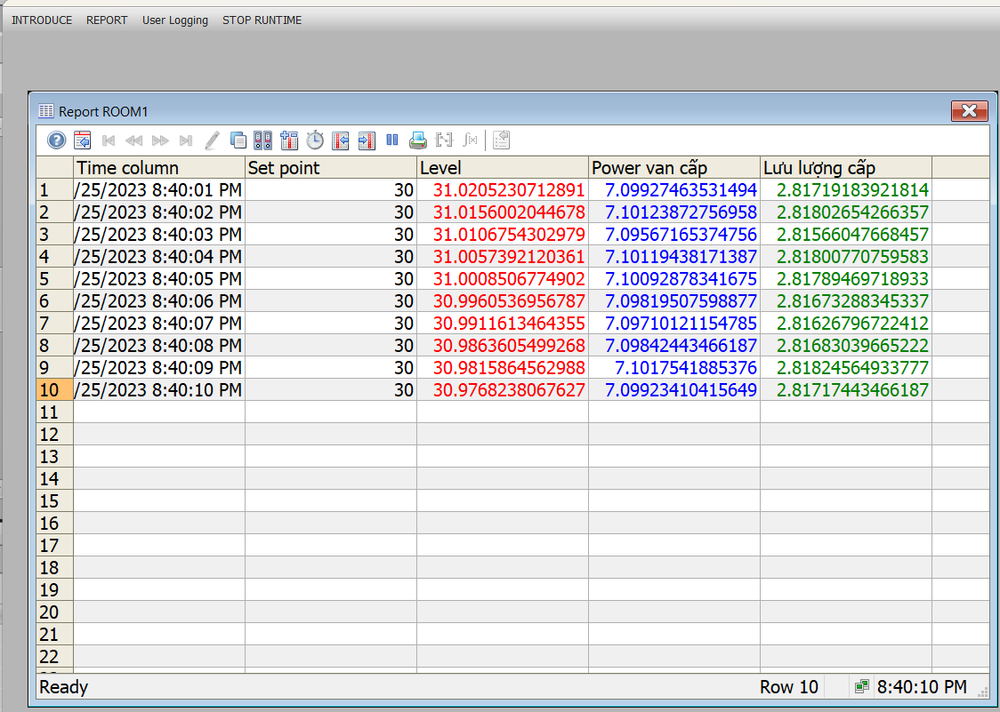 INTRODUCE REPORT User Logging STOP RUNTIME
Report ROOM1
Time column Set point Level Power van cấp Lưu lượng cấp
1 /25/2023 8:40:01 PM 30 31.0205230712891 7.09927463531494 2.81719183921814
2 /25/2023 8:40:02 PM 30 31.0156002044678 7.10123872756958 2.81802654266357
3 /25/2023 8:40:03 PM 30 31.0106754302979 7.09567165374756 2.81566047668457
4 /25/2023 8:40:04 PM 30 31.0057392120361 7.10119438171387 2.81800770759583
5 /25/2023 8:40:05 PM 30 31.0008506774902 7.10092878341675 2.81789469718933
6 /25/2023 8:40:06 PM 30 30.9960536956787 7.09819507598877 2.81673288345337
7 /25/2023 8:40:07 PM 30 30.9911613464355 7.09710121154785 2.81626796722412
8 /25/2023 8:40:08 PM 30 30.9863605499268 7.09842443466187 2.81683039665222
9 /25/2023 8:40:09 PM 30 30.9815864562988 7.1017541885376 2.81824564933777
10 /25/2023 8:40:10 PM 30 30.9768238067627 7.09923410415649 2.81717443466187
11
12
13
14
15
16
17
18
19
20
21
22
Ready Row 10 8:40:10 PM